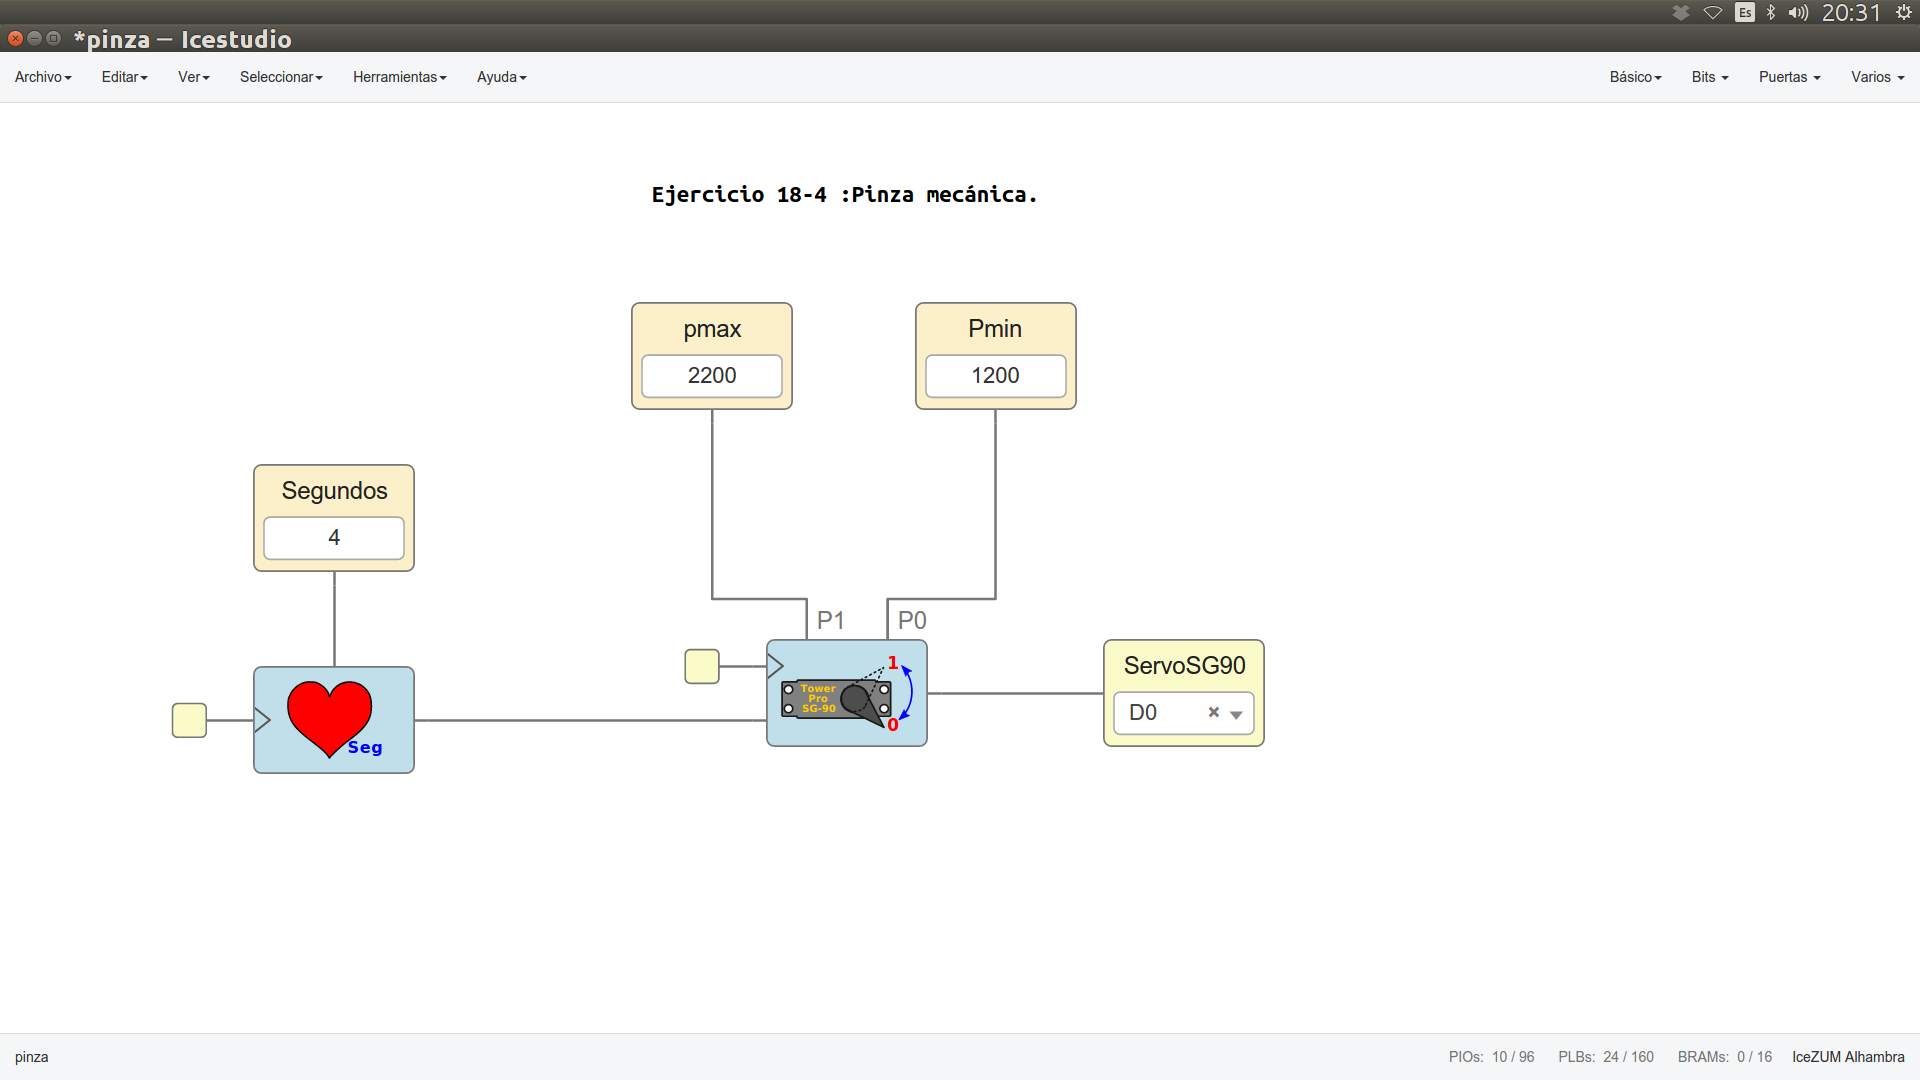 Es 20:31
*pinza — Icestudio
Archivo Editar Ver Seleccionar Herramientas Ayuda Básico Bits Puertas Varios
Ejercicio 18-4 :Pinza mecánica.
pmax
2200
Pmin
1200
Segundos
4
P1 P0
Seg
Tower
Pro
SG-90
1
0
ServoSG90
D0
pinza PIOs: 10 / 96 PLBs: 24 / 160 BRAMs: 0 / 16 IceZUM Alhambra